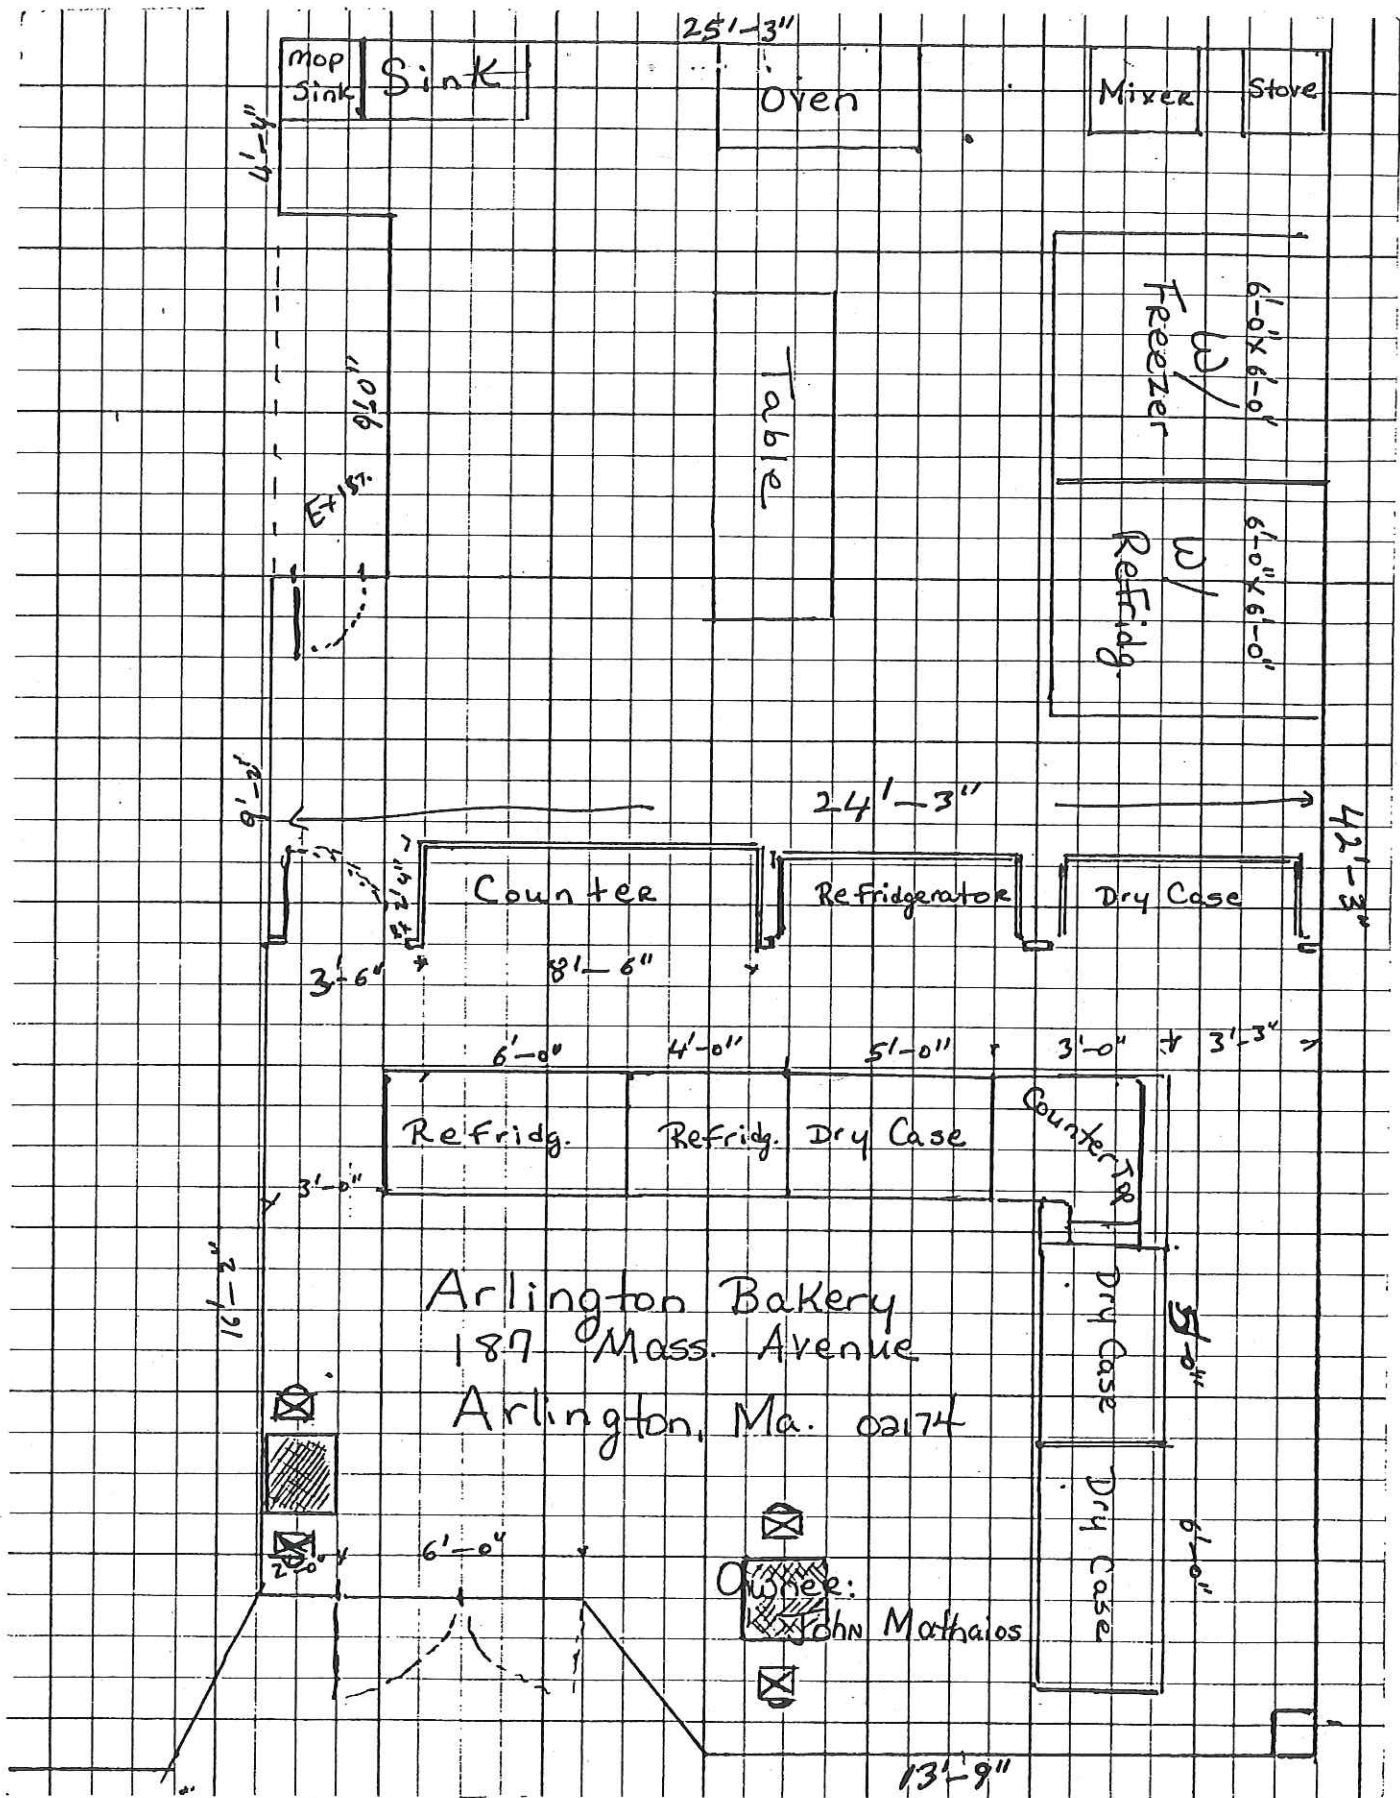 25'-3"
Mop
Sink
Sink
Oven
Mixer
Stove
4'-4"
6'-0" x 6'-0"
W/
Freezer
9'-0"
Table
Exist.
6'-0" x 6'-0"
W/
Refridg.
9'-2"
24'-3"
42'-3"
2'-4"
Counter
Refridgerator
Dry Case
3'-6"
8'-6"
6'-0"
4'-0"
5'-0"
3'-0"
3'-3"
Refridg.
Refridg.
Dry Case
Counter Top
3'-0"
16'-2"
Arlington Bakery
187 Mass. Avenue
Arlington, Ma. 02174
Dry Case
5'-0"
Dry Case
6'-0"
2'-0"
6'-0"
Owner:
John Mathaios
13'-9"